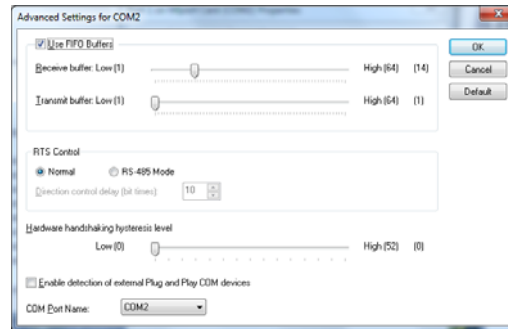 Advanced Settings for COM2
Use FIFO Buffers
OK
Receive buffer: Low (1) High (64) (14)
Cancel
Transmit buffer: Low (1) High (64) (1)
Default
RTS Control
Normal RS-485 Mode
Direction control delay (bit times): 10
Hardware handshaking hysteresis level
Low (0) High (52) (0)
Enable detection of external Plug and Play COM devices
COM Port Name: COM2